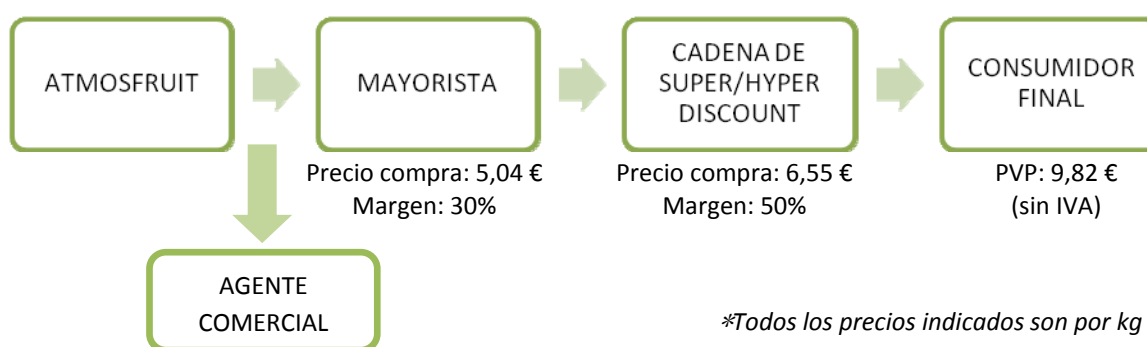 ATMOSFRUIT
MAYORISTA
CADENA DE
SUPER/HYPER
DISCOUNT
CONSUMIDOR
FINAL
Precio compra: 5,04 €
Margen: 30%
Precio compra: 6,55 €
Margen: 50%
PVP: 9,82 €
(sin IVA)
AGENTE
COMERCIAL
*Todos los precios indicados son por kg